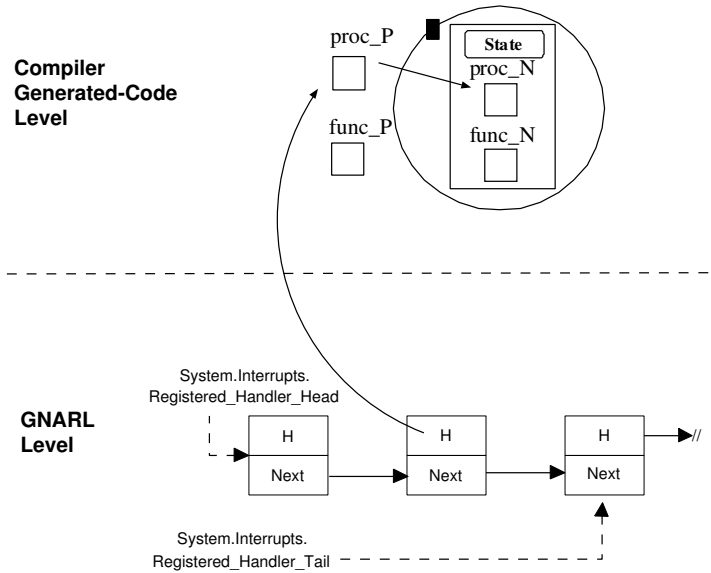 proc_P
State
proc_N
Compiler
Generated-Code
Level
func_P
func_N
System.Interrupts.
Registered_Handler_Head
GNARL
Level
H
H
H
//
Next
Next
Next
System.Interrupts.
Registered_Handler_Tail